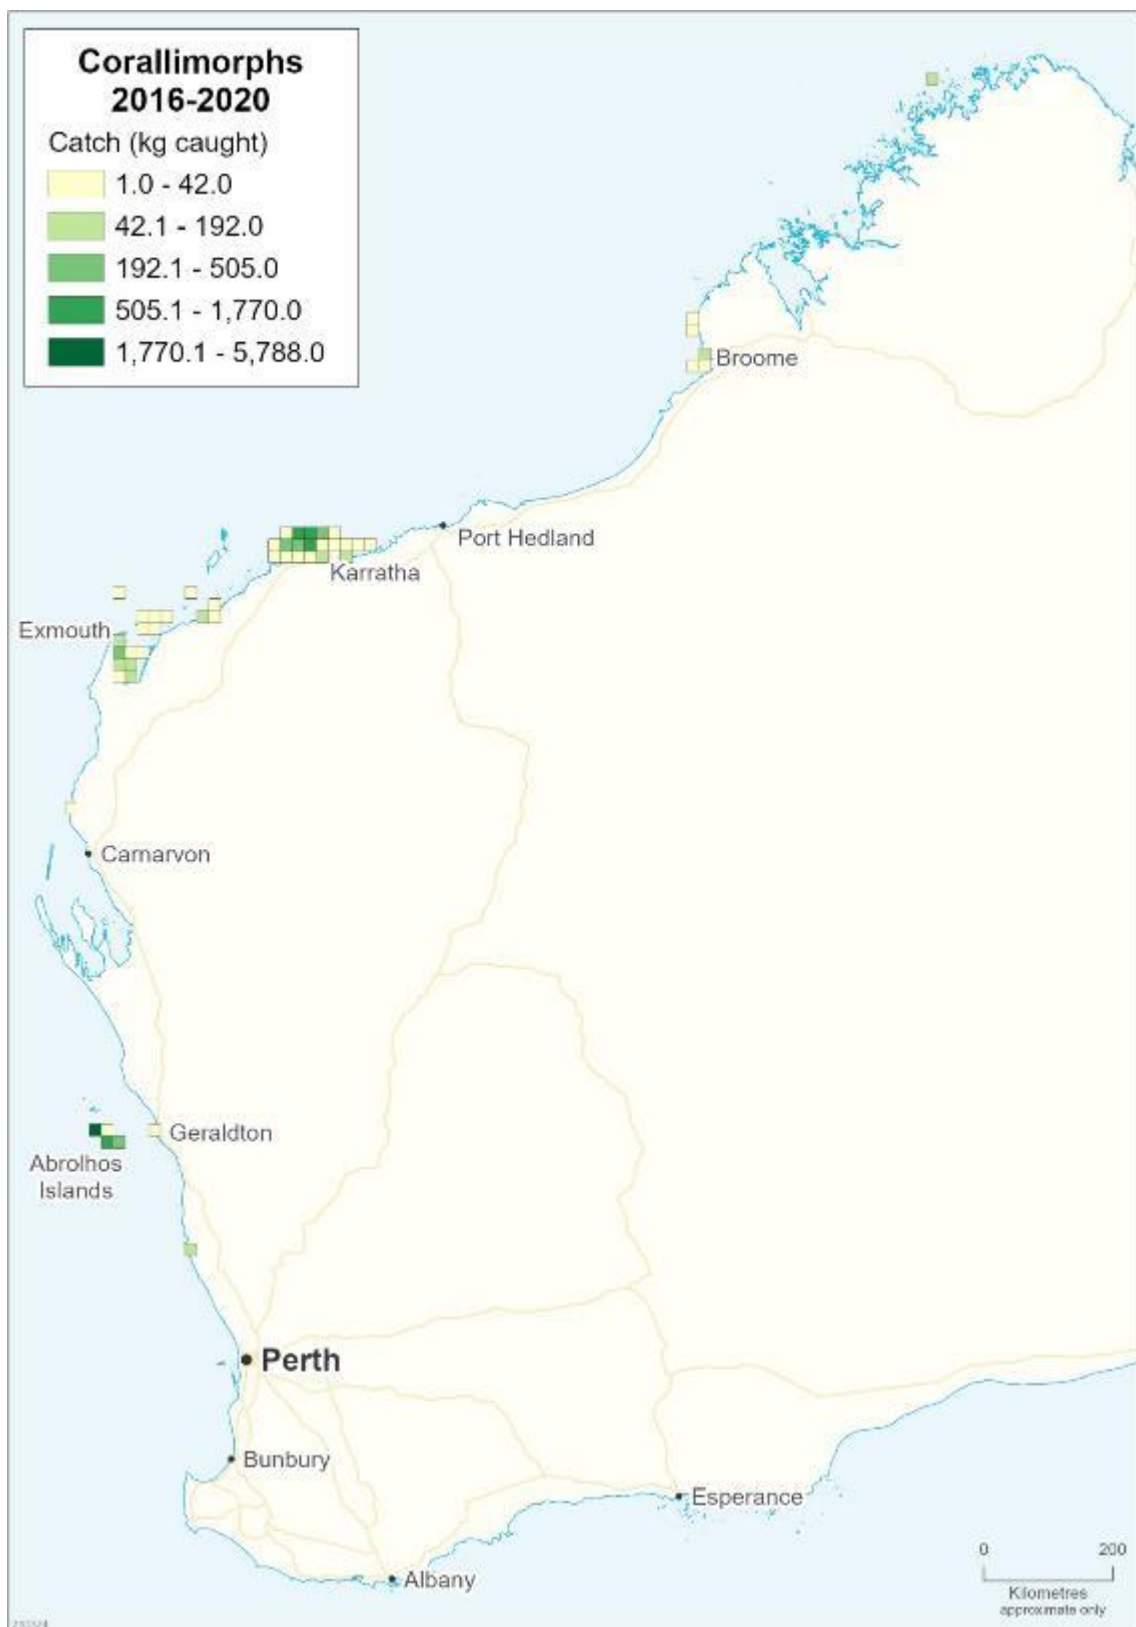 Corallimorphs
2016-2020
Catch (kg caught)
1.0 - 42.0
42.1 - 192.0
192.1 - 505.0
505.1 - 1,770.0
1,770.1 - 5,788.0
Broome
Port Hedland
Karratha
Exmouth
Carnarvon
Geraldton
Abrolhos
Islands
Perth
Bunbury
Esperance
Albany
0 200
Kilometres
approximate only